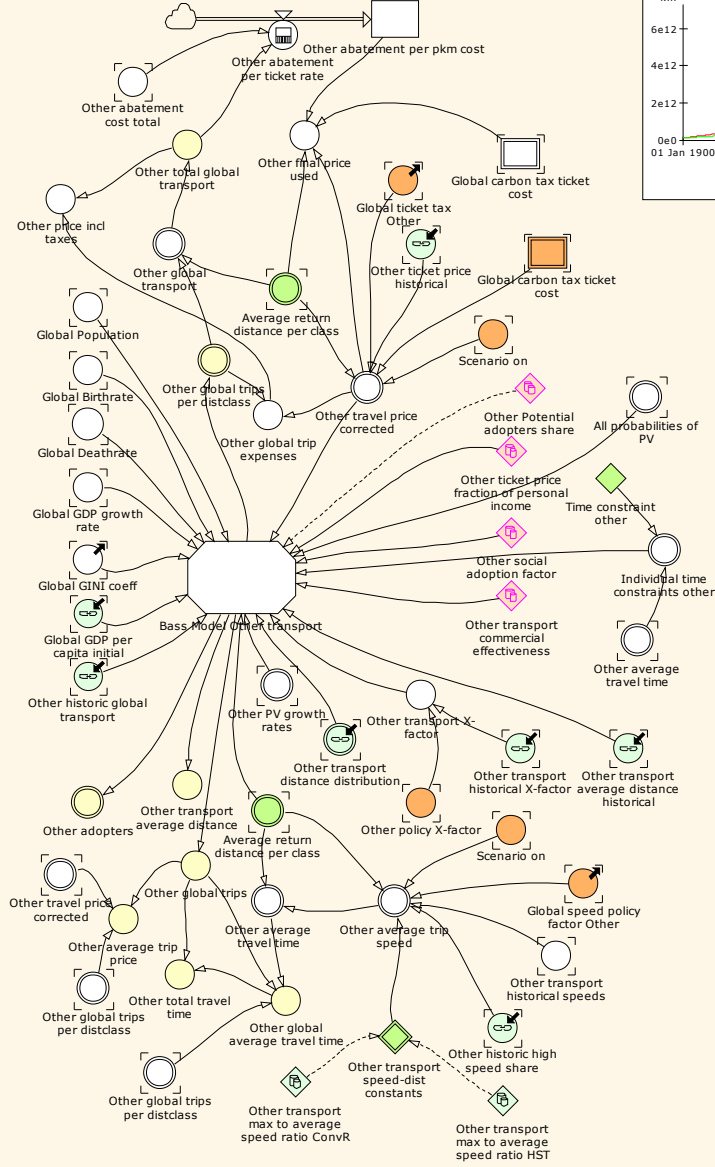 6e12
4e12
2e12
0e0
01 Jan 1900
Other abatement per pkm cost
Other abatement
per ticket rate
Other abatement
cost total
Other total global
transport
Other final price
used
Global carbon tax ticket
cost
Global ticket tax
Other
Other price incl
taxes
Other global
transport
Other ticket price
historical
Global carbon tax ticket
cost
Average return
distance per class
Global Population
Scenario on
Other global trips
per distclass
Global Birthrate
Other travel price
corrected
Other Potential
adopters share
All probabilities of
PV
Other global trip
expenses
Global Deathrate
Other ticket price
fraction of personal
income
Time constraint
other
Global GDP growth
rate
Other social
adoption factor
Individual time
constraints other
Global GINI coeff
Bass Model Other transport
Other transport
commercial
effectiveness
Global GDP per
capita initial
Other average
travel time
Other historic global
transport
Other PV growth
rates
Other transport X-
factor
Other transport
distance distribution
Other transport
historical X-factor
Other transport
average distance
historical
Other adopters
Other transport
average distance
Other policy X-factor
Average return
distance per class
Scenario on
Other travel price
corrected
Other global trips
Global speed policy
factor Other
Other average
travel time
Other average trip
speed
Other average trip
price
Other transport
historical speeds
Other global trips
per distclass
Other total travel
time
Other global
average travel time
Other historic high
speed share
Other transport
speed-dist
constants
Other global trips
per distclass
Other transport
max to average
speed ratio ConvR
Other transport
max to average
speed ratio HST